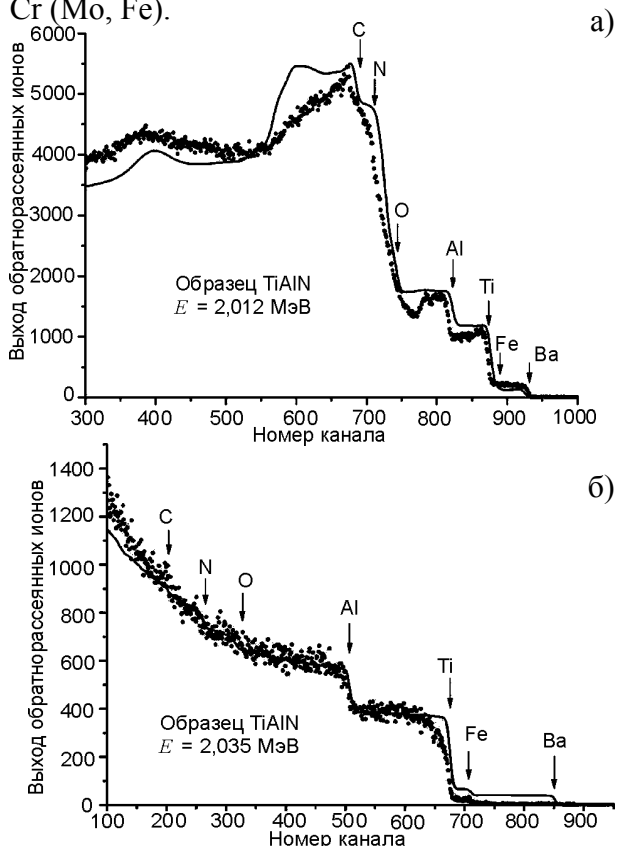 Cr (Mo, Fe).
а)
6000
5000
4000
3000
2000
1000
0
Выход обратнорассеянных ионов
C
N
O
Al
Ti
Fe
Ba
Образец TiAlN
E = 2,012 МэВ
300 400 500 600 700 800 900 1000
Номер канала
б)
1400
1200
1000
800
600
400
200
0
Выход обратнорассеянных ионов
C
N
O
Al
Ti
Fe
Ba
Образец TiAlN
E = 2,035 МэВ
100 200 300 400 500 600 700 800 900
Номер канала